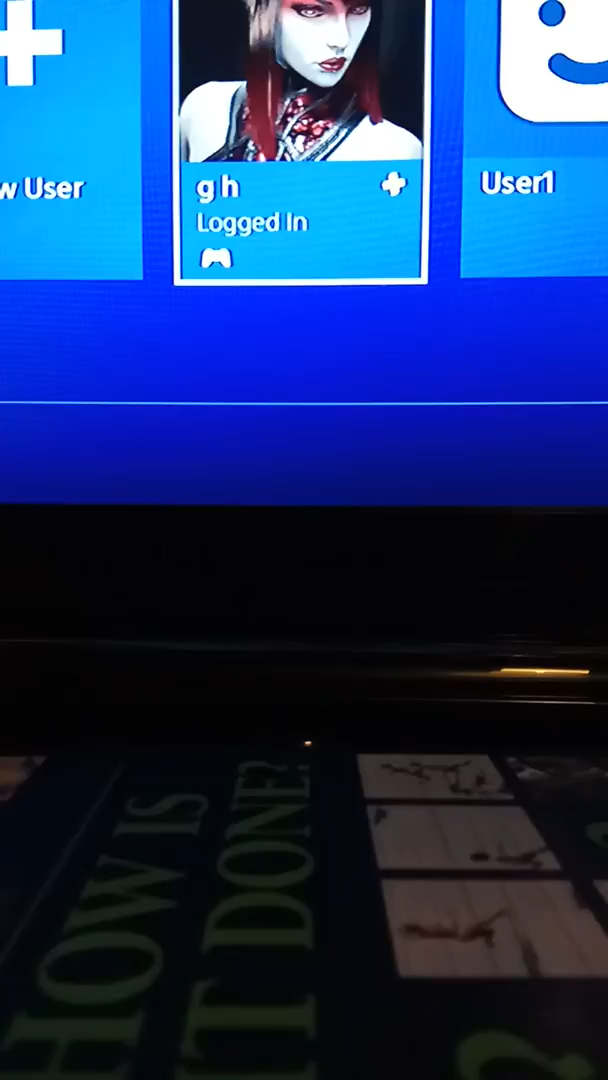 w User
g h
Logged In
User1
HOW IS
IT DONE?
?
?